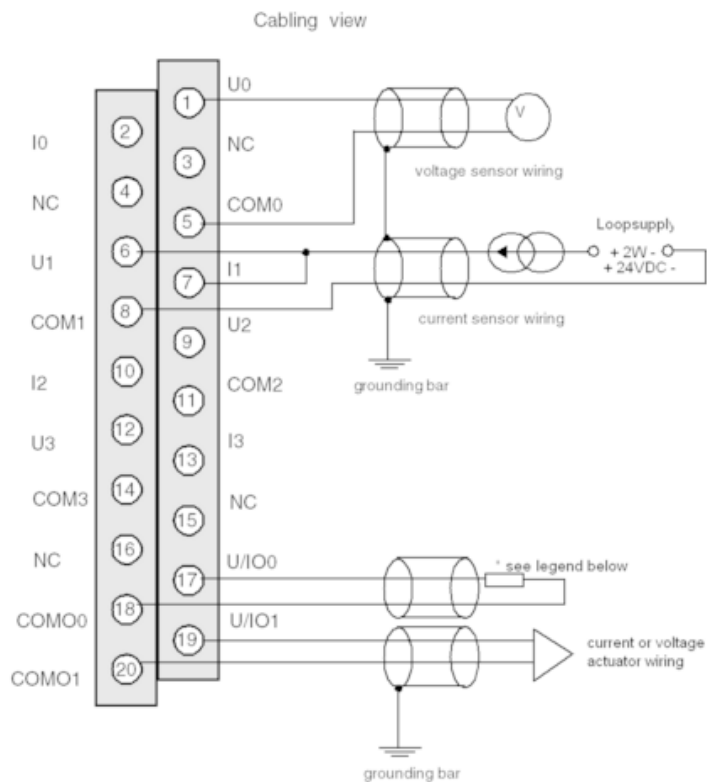 Cabling view
U0
1
V
I0
2
NC
3
voltage sensor wiring
NC
4
COM0
5
Loopsupply
U1
6
I1
7
+ 2W -
+ 24VDC -
COM1
8
U2
9
current sensor wiring
I2
10
COM2
11
grounding bar
U3
12
I3
13
COM3
14
NC
15
NC
16
U/IO0
17
* see legend below
COMO0
18
U/IO1
19
current or voltage
actuator wiring
COMO1
20
grounding bar